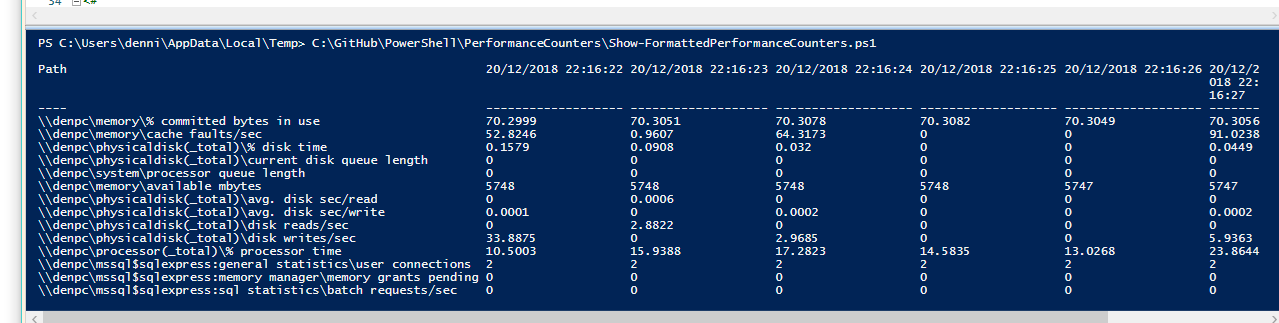 34 <#
PS C:\Users\denni\AppData\Local\Temp> C:\GitHub\PowerShell\PerformanceCounters\Show-FormattedPerformanceCounters.ps1
Path 20/12/2018 22:16:22 20/12/2018 22:16:23 20/12/2018 22:16:24 20/12/2018 22:16:25 20/12/2018 22:16:26 20/12/2
018 22:
16:27
---- ------------------- ------------------- ------------------- ------------------- ------------------- -------
\\denpc\memory\% committed bytes in use 70.2999 70.3051 70.3078 70.3082 70.3049 70.3056
\\denpc\memory\cache faults/sec 52.8246 0.9607 64.3173 0 0 91.0238
\\denpc\physicaldisk(_total)\% disk time 0.1579 0.0908 0.032 0 0 0.0449
\\denpc\physicaldisk(_total)\current disk queue length 0 0 0 0 0 0
\\denpc\system\processor queue length 0 0 0 0 0 0
\\denpc\memory\available mbytes 5748 5748 5748 5748 5747 5747
\\denpc\physicaldisk(_total)\avg. disk sec/read 0 0.0006 0 0 0 0
\\denpc\physicaldisk(_total)\avg. disk sec/write 0.0001 0 0.0002 0 0 0.0002
\\denpc\physicaldisk(_total)\disk reads/sec 0 2.8822 0 0 0 0
\\denpc\physicaldisk(_total)\disk writes/sec 33.8875 0 2.9685 0 0 5.9363
\\denpc\processor(_total)\% processor time 10.5003 15.9388 17.2823 14.5835 13.0268 23.8644
\\denpc\mssql$sqlexpress:general statistics\user connections 2 2 2 2 2 2
\\denpc\mssql$sqlexpress:memory manager\memory grants pending 0 0 0 0 0 0
\\denpc\mssql$sqlexpress:sql statistics\batch requests/sec 0 0 0 0 0 0